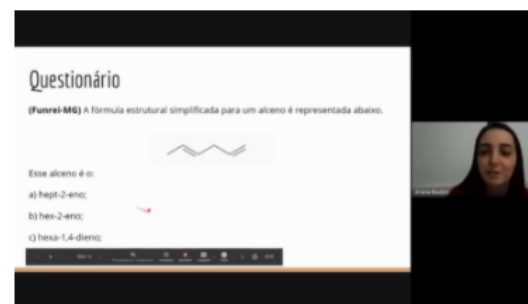 Questionário
(Funrei-MG) A fórmula estrutural simplificada para um alceno é representada abaixo.
Esse alceno é o:
a) hept-2-eno;
b) hex-2-eno;
c) hexa-1,4-dieno;